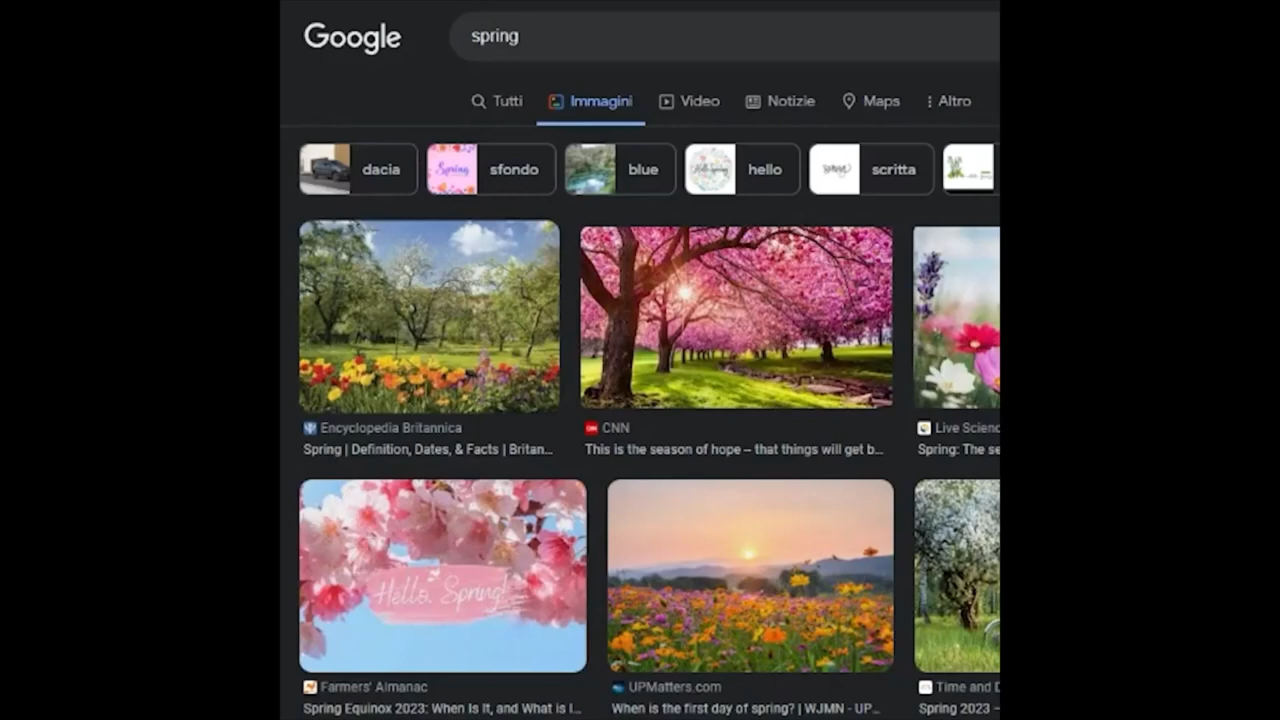 Google
spring
Tutti Immagini Video Notizie Maps Altro
dacia sfondo blue hello scritta
Encyclopedia Britannica CNN Live Scienc
Spring | Definition, Dates, & Facts | Britan... This is the season of hope – that things will get b... Spring: The se
Hello, Spring!
Farmers' Almanac UPMatters.com Time and D
Spring Equinox 2023: When Is It, and What is I... When is the first day of spring? | WJMN - UP... Spring 2023 –